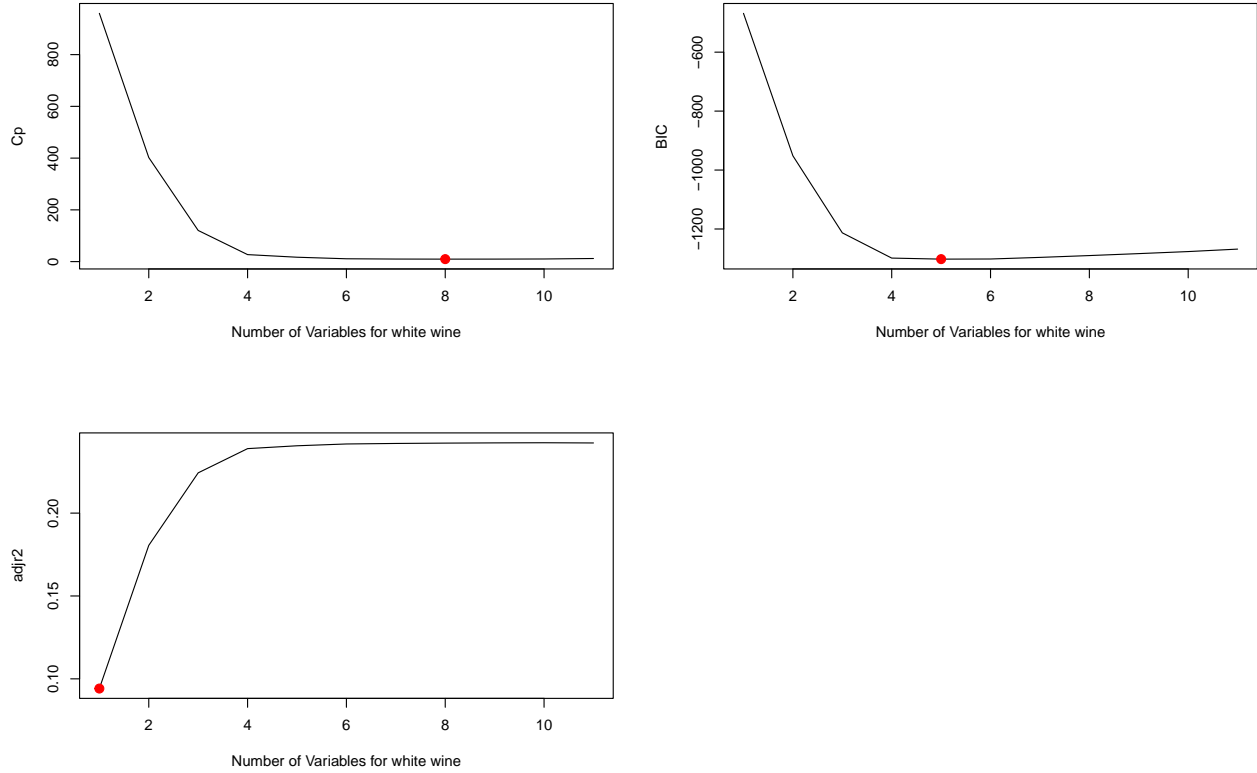 800
600
400
200
0
Cp
2 4 6 8 10
Number of Variables for white wine
−600
−800
−1000
−1200
BIC
2 4 6 8 10
Number of Variables for white wine
0.20
0.15
0.10
adjr2
2 4 6 8 10
Number of Variables for white wine